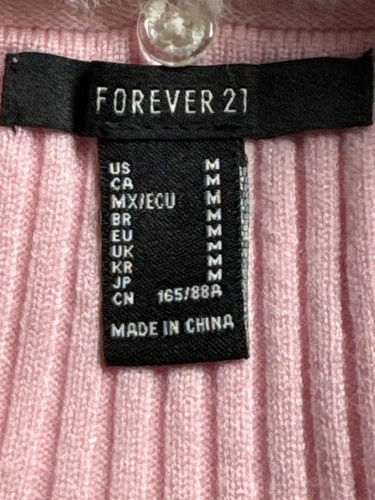 FOREVER 21
US M
CA M
MX/ECU M
BR M
EU M
UK M
KR M
JP M
CN 165/88A
MADE IN CHINA